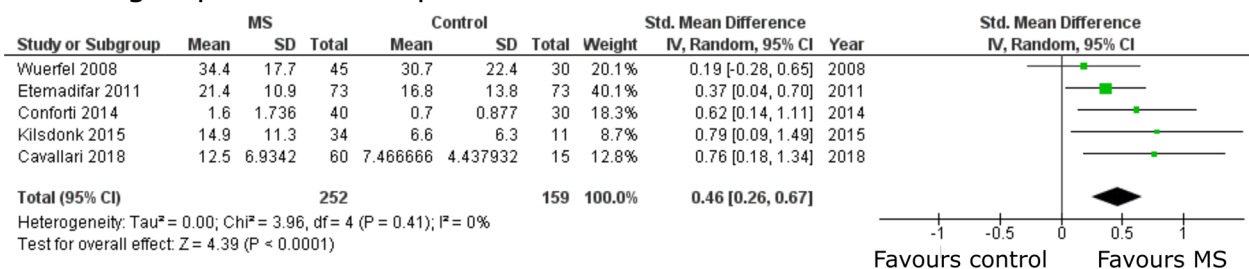 MS Control Std. Mean Difference Std. Mean Difference
Study or Subgroup Mean SD Total Mean SD Total Weight IV, Random, 95% CI Year IV, Random, 95% CI
Wuerfel 2008 34.4 17.7 45 30.7 22.4 30 20.1% 0.19 [-0.28, 0.65] 2008
Etemadifar 2011 21.4 10.9 73 16.8 13.8 73 40.1% 0.37 [0.04, 0.70] 2011
Conforti 2014 1.6 1.736 40 0.7 0.877 30 18.3% 0.62 [0.14, 1.11] 2014
Kilsdonk 2015 14.9 11.3 34 6.6 6.3 11 8.7% 0.79 [0.09, 1.49] 2015
Cavallari 2018 12.5 6.9342 60 7.466666 4.437932 15 12.8% 0.76 [0.18, 1.34] 2018
Total (95% CI) 252 159 100.0% 0.46 [0.26, 0.67]
Heterogeneity: Tau² = 0.00; Chi² = 3.96, df = 4 (P = 0.41); I² = 0%
Test for overall effect: Z = 4.39 (P < 0.0001)
-1 -0.5 0 0.5 1
Favours control Favours MS